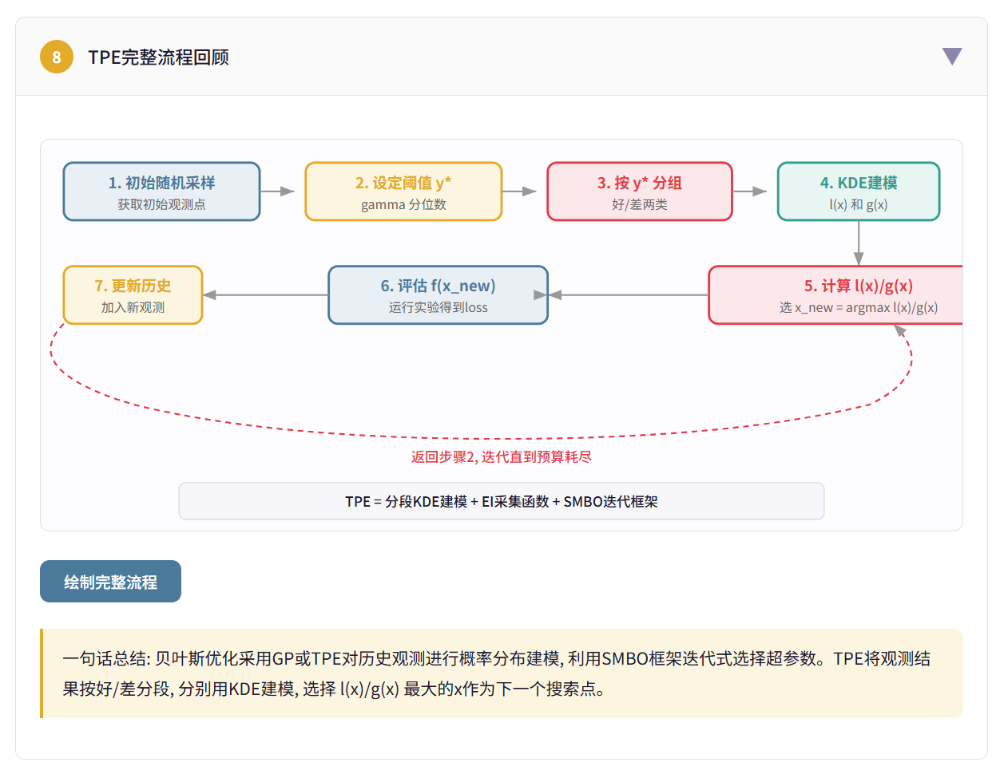 8 TPE完整流程回顾
1. 初始随机采样
获取初始观测点
2. 设定阈值 y*
gamma 分位数
3. 按 y* 分组
好/差两类
4. KDE建模
l(x) 和 g(x)
7. 更新历史
加入新观测
6. 评估 f(x_new)
运行实验得到loss
5. 计算 l(x)/g(x)
选 x_new = argmax l(x)/g(x)
返回步骤2, 迭代直到预算耗尽
TPE = 分段KDE建模 + EI采集函数 + SMBO迭代框架
绘制完整流程
一句话总结: 贝叶斯优化采用GP或TPE对历史观测进行概率分布建模, 利用SMBO框架迭代式选择超参数。TPE将观测结
果按好/差分段, 分别用KDE建模, 选择 l(x)/g(x) 最大的x作为下一个搜索点。